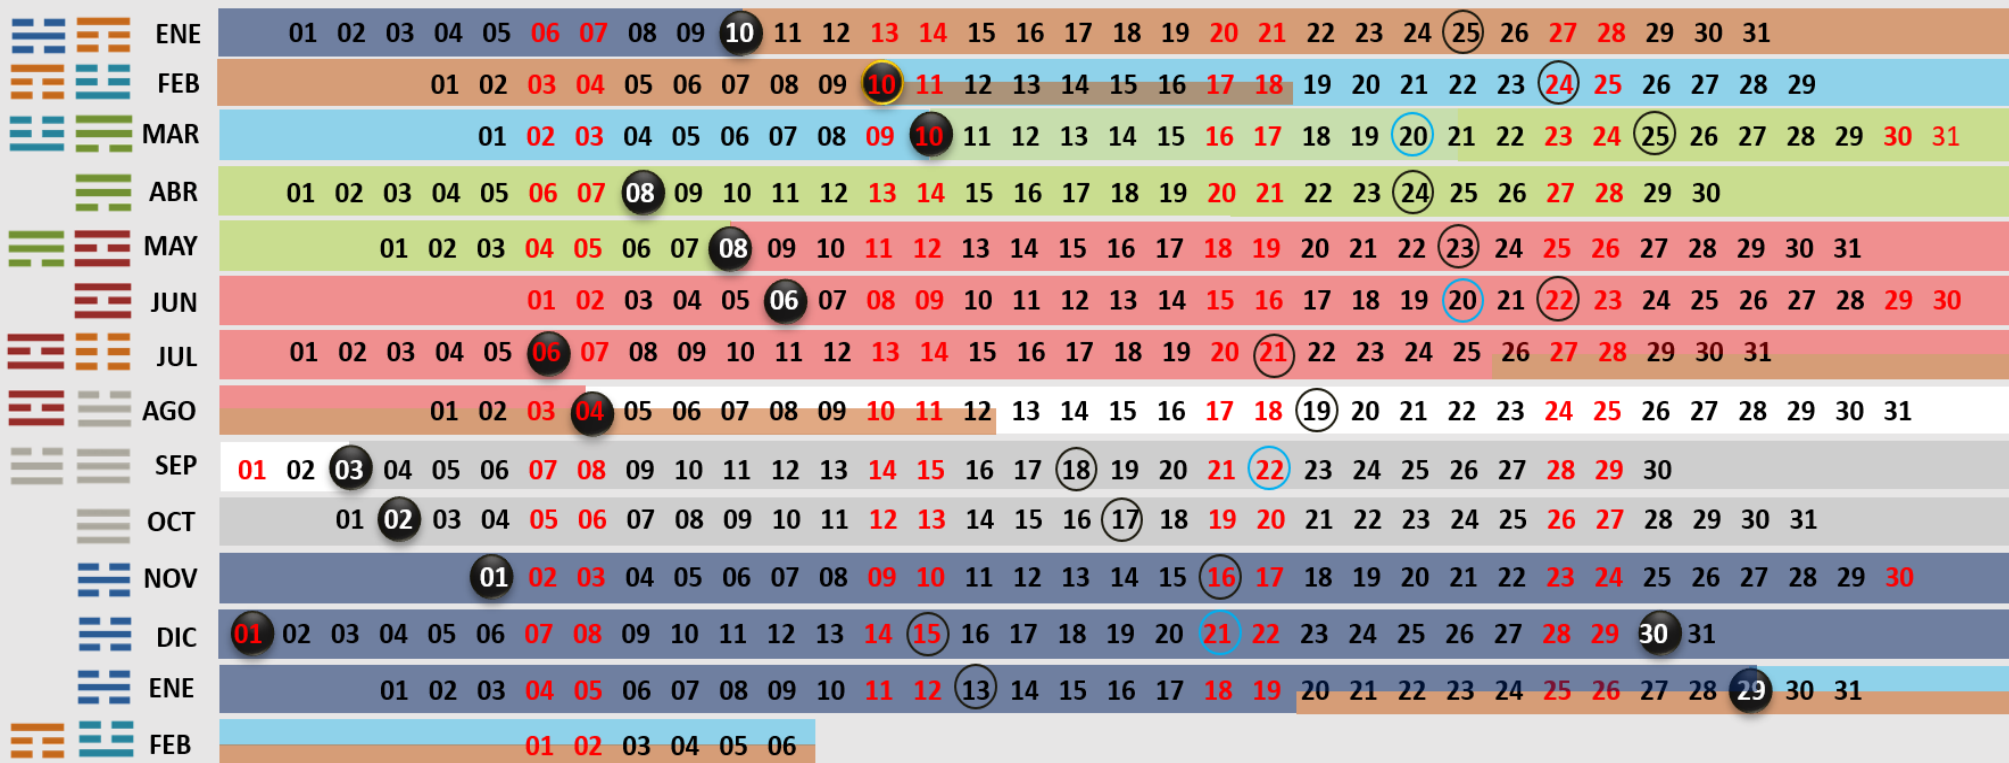 ENE 01 02 03 04 05 06 07 08 09 10 11 12 13 14 15 16 17 18 19 20 21 22 23 24 25 26 27 28 29 30 31
FEB 01 02 03 04 05 06 07 08 09 10 11 12 13 14 15 16 17 18 19 20 21 22 23 24 25 26 27 28 29
MAR 01 02 03 04 05 06 07 08 09 10 11 12 13 14 15 16 17 18 19 20 21 22 23 24 25 26 27 28 29 30 31
ABR 01 02 03 04 05 06 07 08 09 10 11 12 13 14 15 16 17 18 19 20 21 22 23 24 25 26 27 28 29 30
MAY 01 02 03 04 05 06 07 08 09 10 11 12 13 14 15 16 17 18 19 20 21 22 23 24 25 26 27 28 29 30 31
JUN 01 02 03 04 05 06 07 08 09 10 11 12 13 14 15 16 17 18 19 20 21 22 23 24 25 26 27 28 29 30
JUL 01 02 03 04 05 06 07 08 09 10 11 12 13 14 15 16 17 18 19 20 21 22 23 24 25 26 27 28 29 30 31
AGO 01 02 03 04 05 06 07 08 09 10 11 12 13 14 15 16 17 18 19 20 21 22 23 24 25 26 27 28 29 30 31
SEP 01 02 03 04 05 06 07 08 09 10 11 12 13 14 15 16 17 18 19 20 21 22 23 24 25 26 27 28 29 30
OCT 01 02 03 04 05 06 07 08 09 10 11 12 13 14 15 16 17 18 19 20 21 22 23 24 25 26 27 28 29 30 31
NOV 01 02 03 04 05 06 07 08 09 10 11 12 13 14 15 16 17 18 19 20 21 22 23 24 25 26 27 28 29 30
DIC 01 02 03 04 05 06 07 08 09 10 11 12 13 14 15 16 17 18 19 20 21 22 23 24 25 26 27 28 29 30 31
ENE 01 02 03 04 05 06 07 08 09 10 11 12 13 14 15 16 17 18 19 20 21 22 23 24 25 26 27 28 29 30 31
FEB 01 02 03 04 05 06